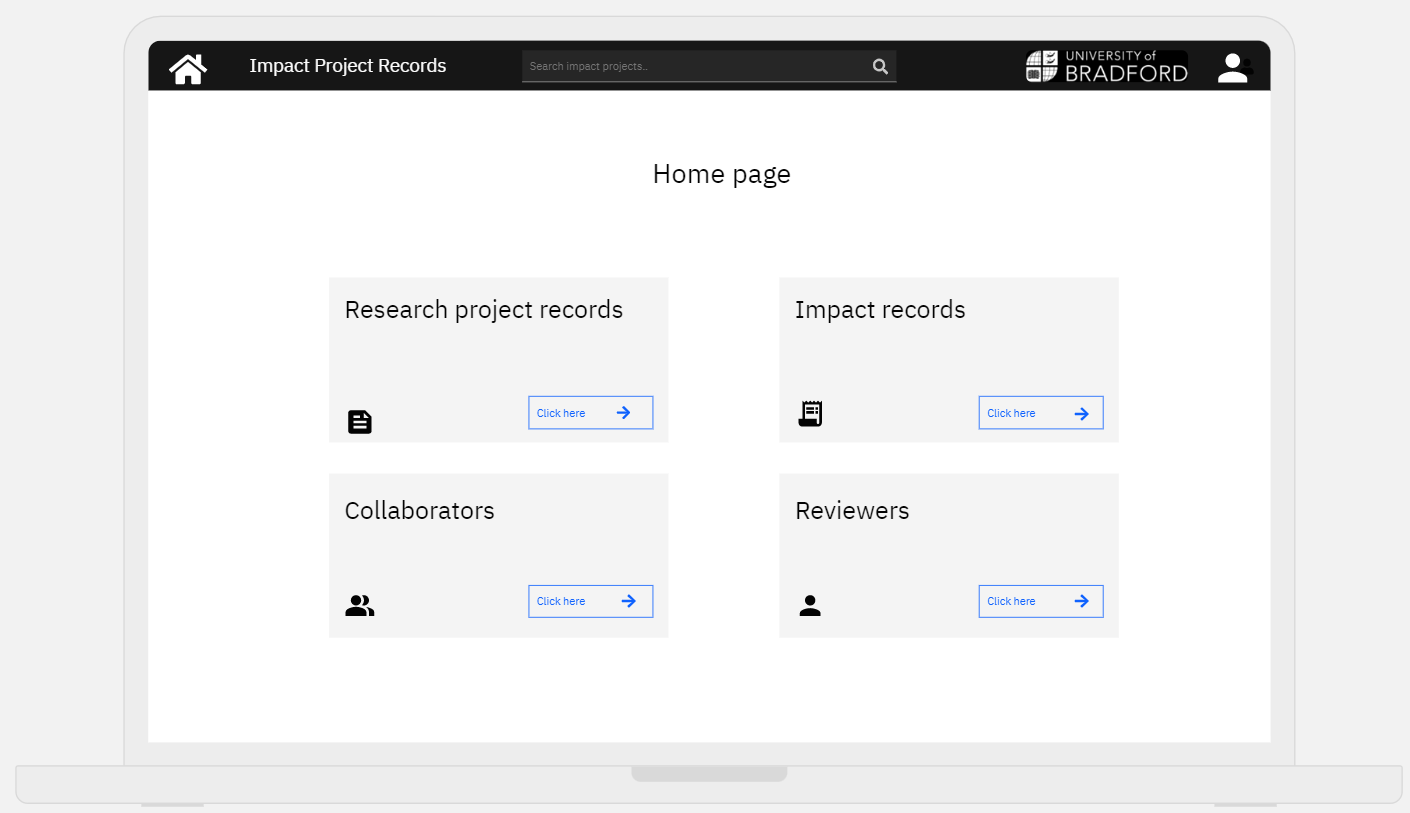 Impact Project Records
Search impact projects..
UNIVERSITY of
BRADFORD
Home page
Research project records
Click here
Impact records
Click here
Collaborators
Click here
Reviewers
Click here